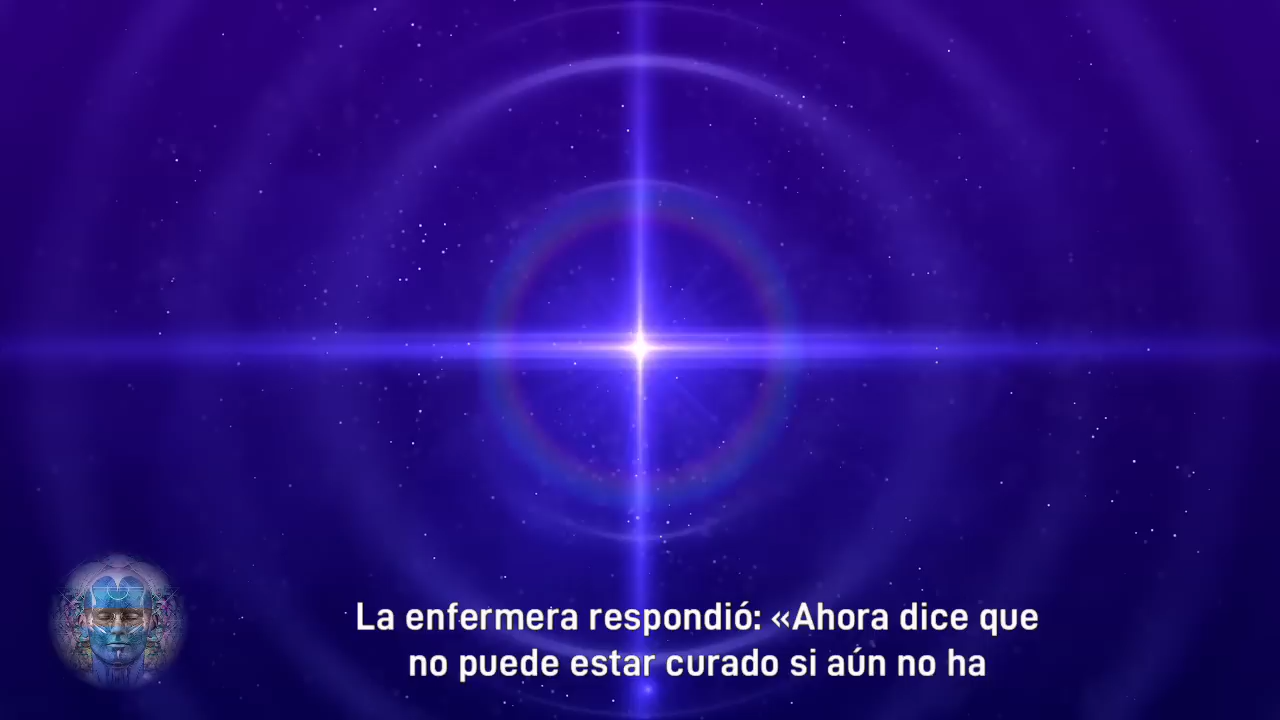 La enfermera respondió: «Ahora dice que
no puede estar curado si aún no ha